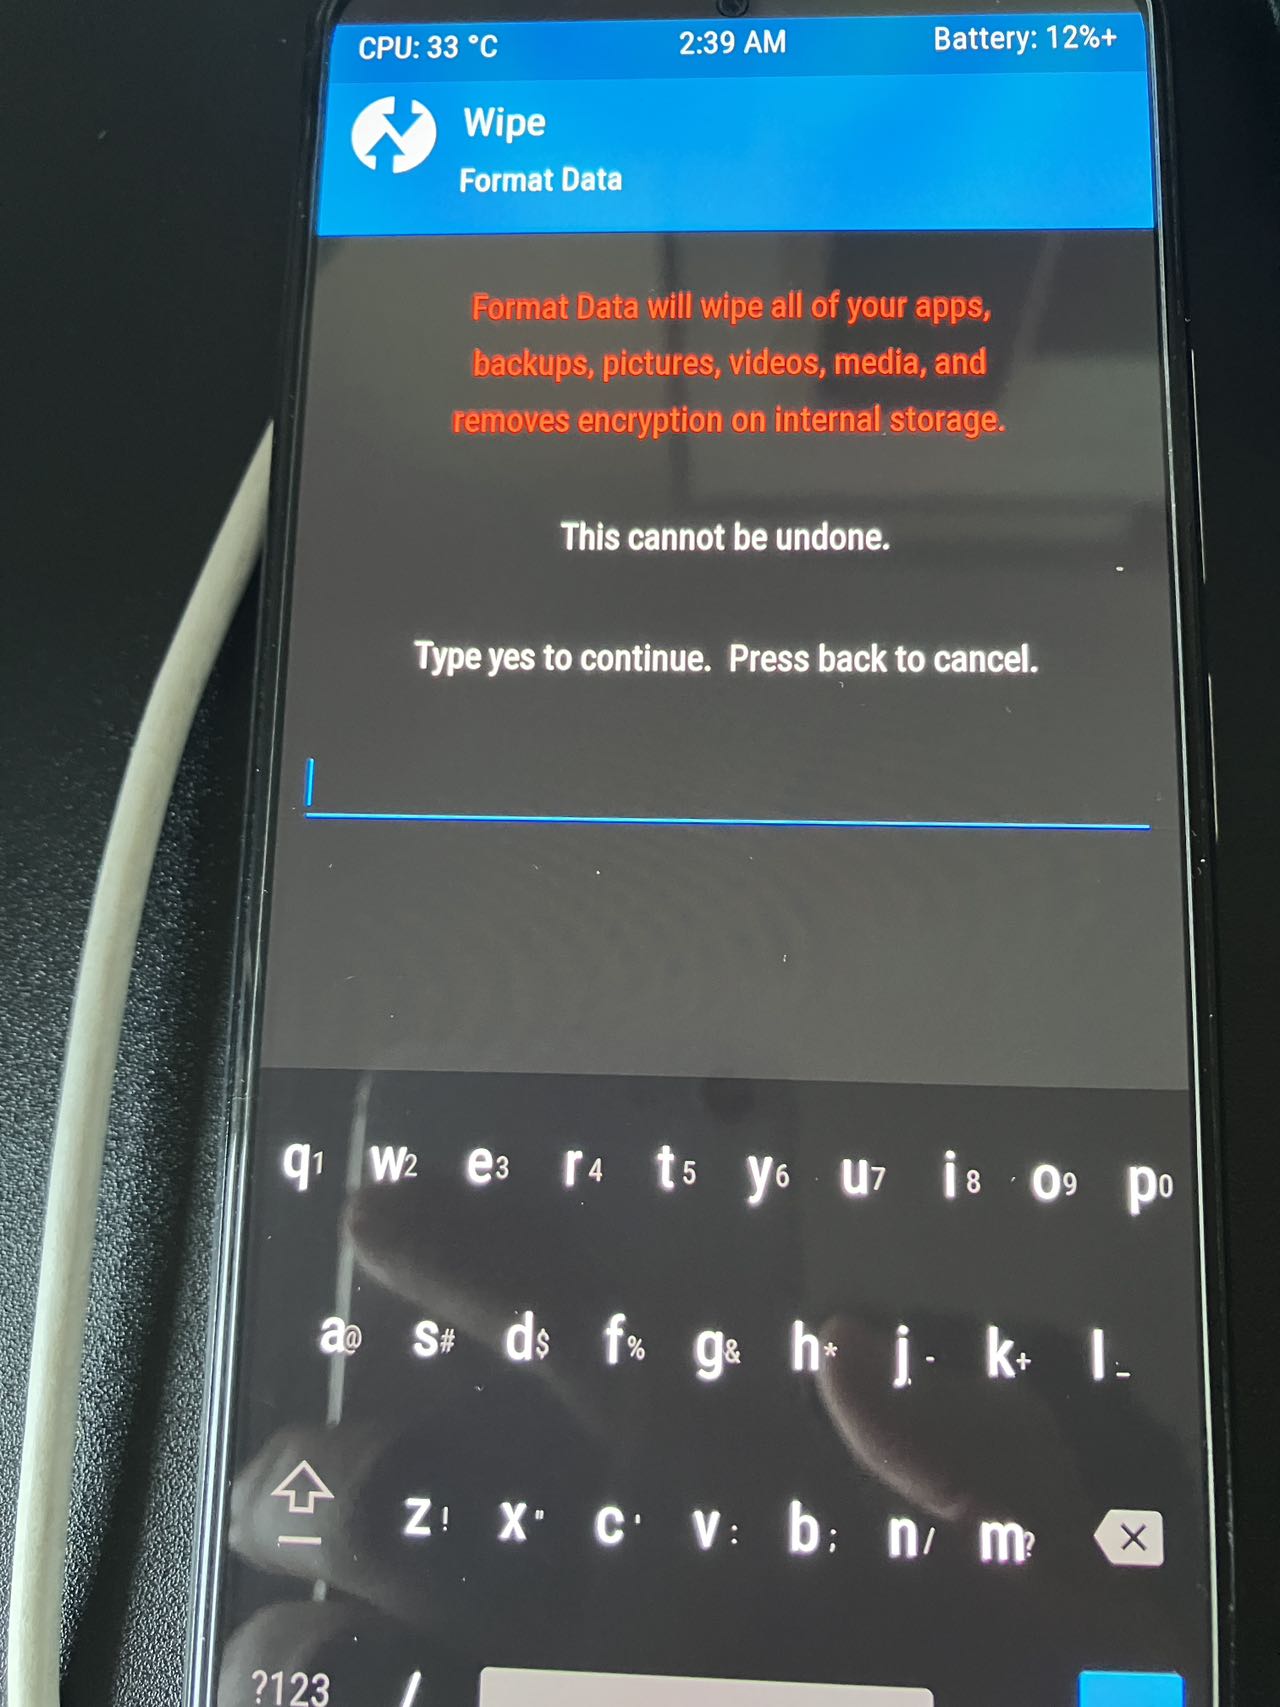 CPU: 33 °C 2:39 AM Battery: 12%+
Wipe
Format Data
Format Data will wipe all of your apps,
backups, pictures, videos, media, and
removes encryption on internal storage.
This cannot be undone.
Type yes to continue. Press back to cancel.
q1 w2 e3 r4 t5 y6 u7 i8 o9 p0
a@ s# d$ f% g& h* j- k+ l_
z! x" c' v: b; n/ m?
?123 /